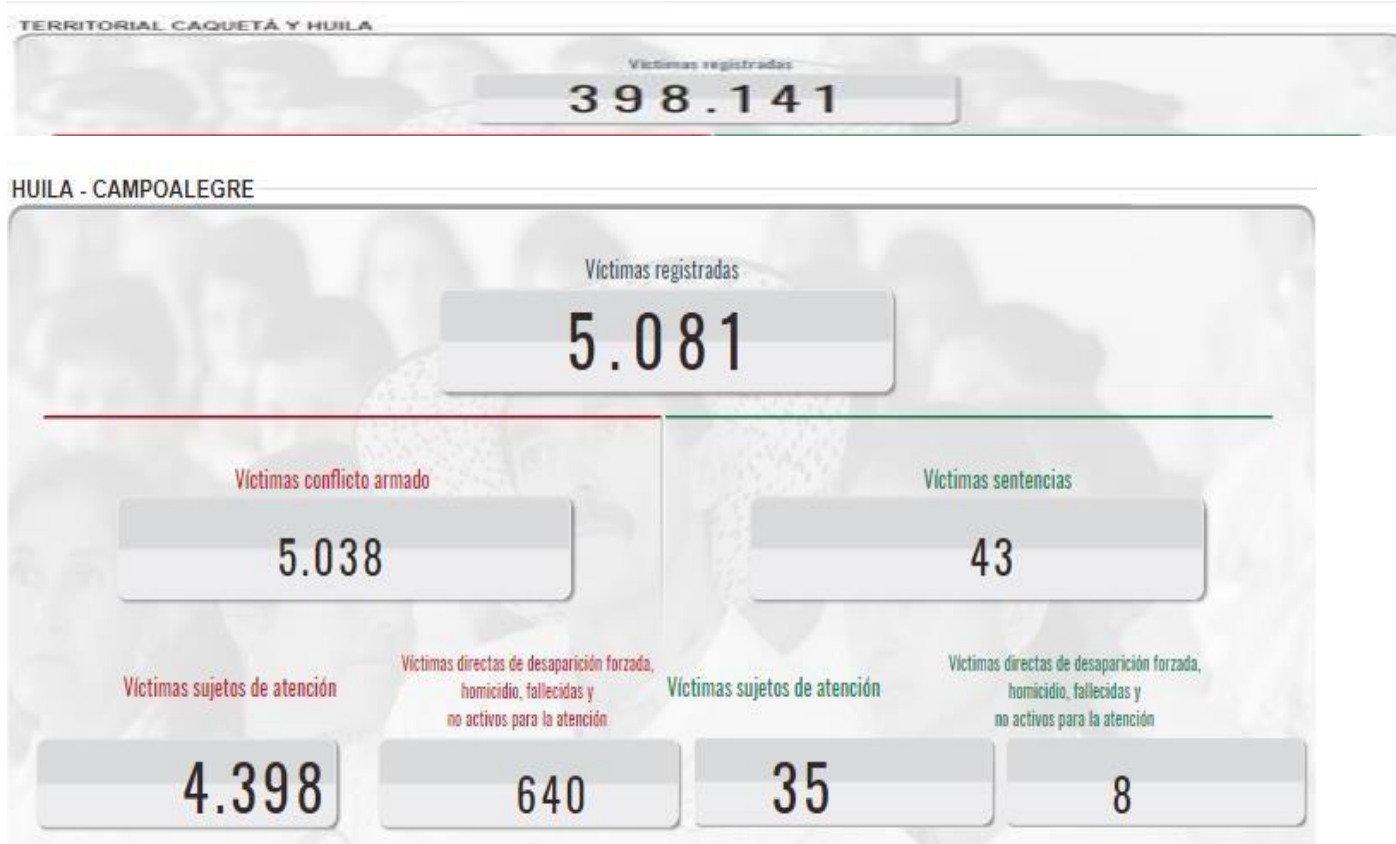 TERRITORIAL CAQUETÁ Y HUILA
Víctimas registradas
398.141
HUILA - CAMPOALEGRE
Víctimas registradas
5.081
Víctimas conflicto armado
5.038
Víctimas sentencias
43
Víctimas sujetos de atención
4.398
Víctimas directas de desaparición forzada,
homicidio, fallecidas y
no activos para la atención
640
Víctimas sujetos de atención
35
Víctimas directas de desaparición forzada,
homicidio, fallecidas y
no activos para la atención
8